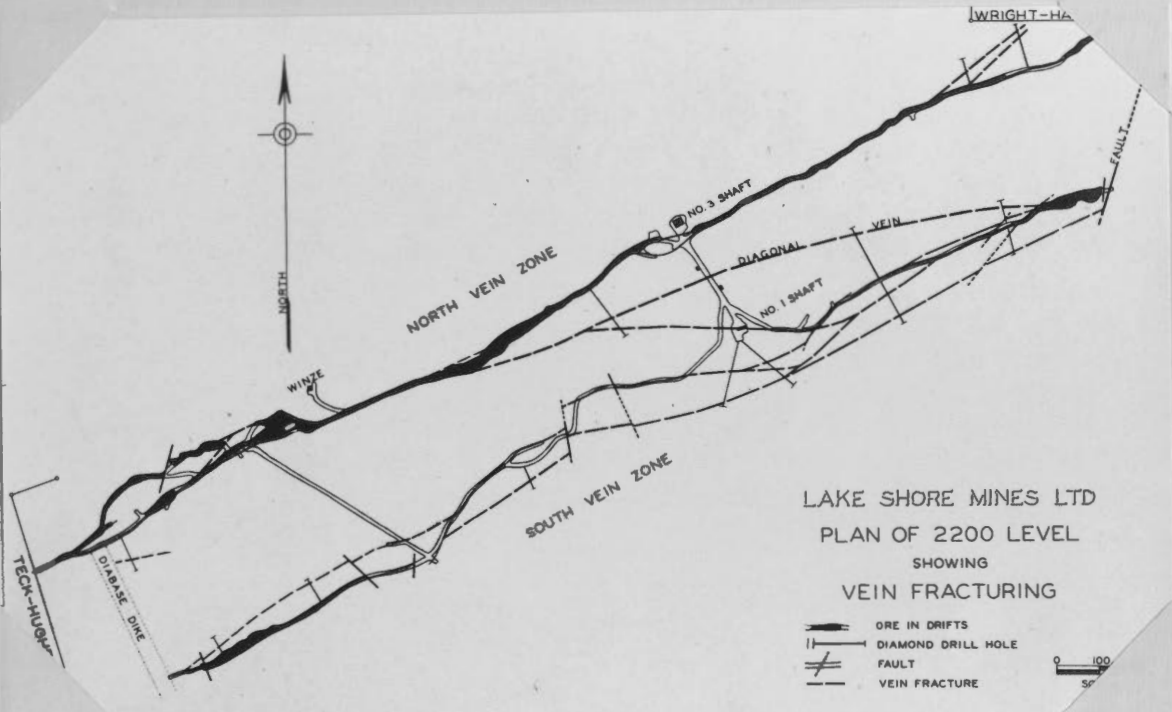 WRIGHT-HA
FAULT
NO. 3 SHAFT
DIAGONAL VEIN
NORTH VEIN ZONE
NORTH
NO. 1 SHAFT
WINZE
SOUTH VEIN ZONE
TECK-HUGH
DIABASE DIKE
LAKE SHORE MINES LTD
PLAN OF 2200 LEVEL
SHOWING
VEIN FRACTURING
ORE IN DRIFTS
DIAMOND DRILL HOLE
FAULT
VEIN FRACTURE
0 100